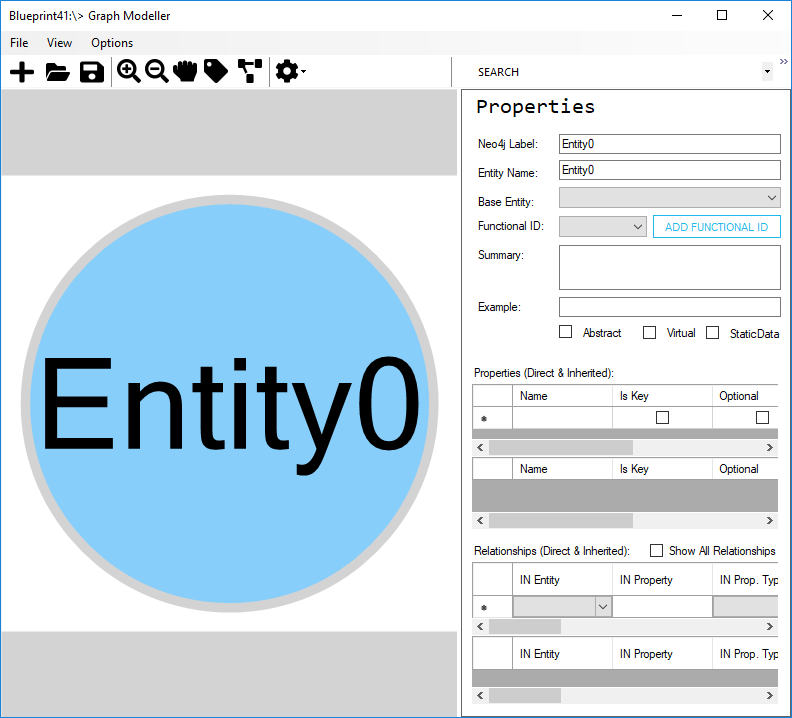 Blueprint41:\> Graph Modeller
File View Options
SEARCH
Properties
Neo4j Label: Entity0
Entity Name: Entity0
Base Entity:
Functional ID: ADD FUNCTIONAL ID
Summary:
Example:
Abstract Virtual StaticData
Properties (Direct & Inherited):
Name Is Key Optional
Name Is Key Optional
Relationships (Direct & Inherited): Show All Relationships
IN Entity IN Property IN Prop. Typ
IN Entity IN Property IN Prop. Typ
Entity0